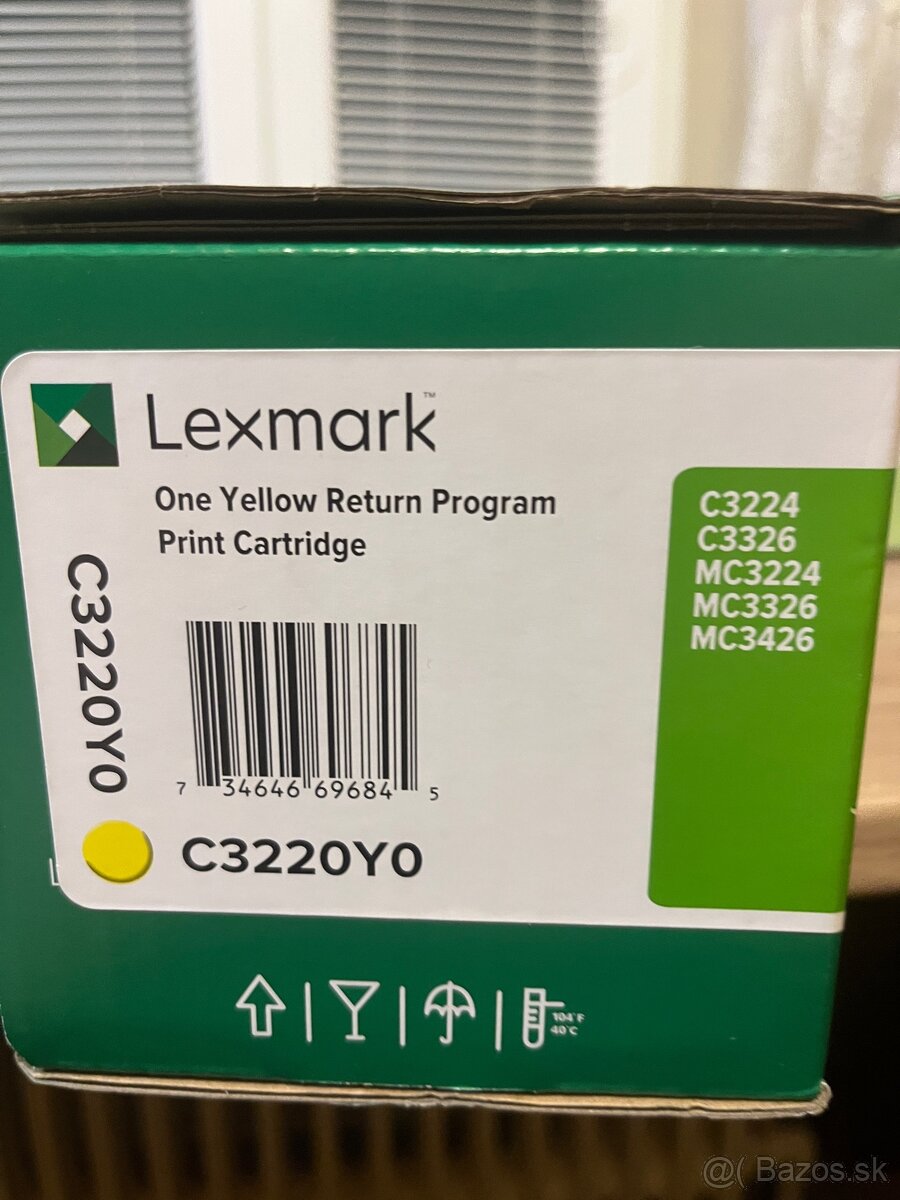 Lexmark™
One Yellow Return Program
Print Cartridge
C3220Y0
7 34646 69684 5
C3220Y0
C3224
C3326
MC3224
MC3326
MC3426
104°F
40°C
@( Bazos.sk